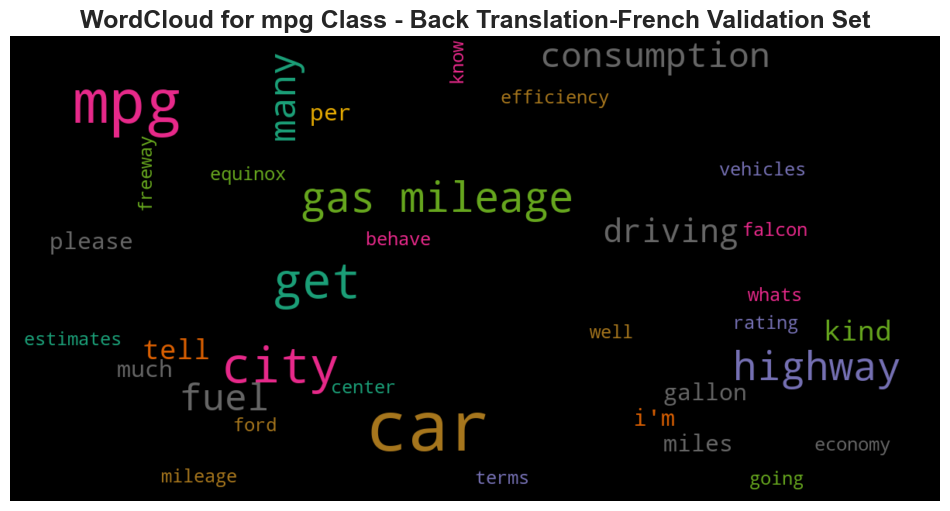 WordCloud for mpg Class - Back Translation-French Validation Set
consumption
know
many
mpg
efficiency
per
freeway
equinox
vehicles
gas mileage
please
behave
driving
falcon
get
whats
estimates
tell
well
rating
kind
much
city
highway
fuel
center
gallon
ford
car
i'm
miles
economy
mileage
terms
going